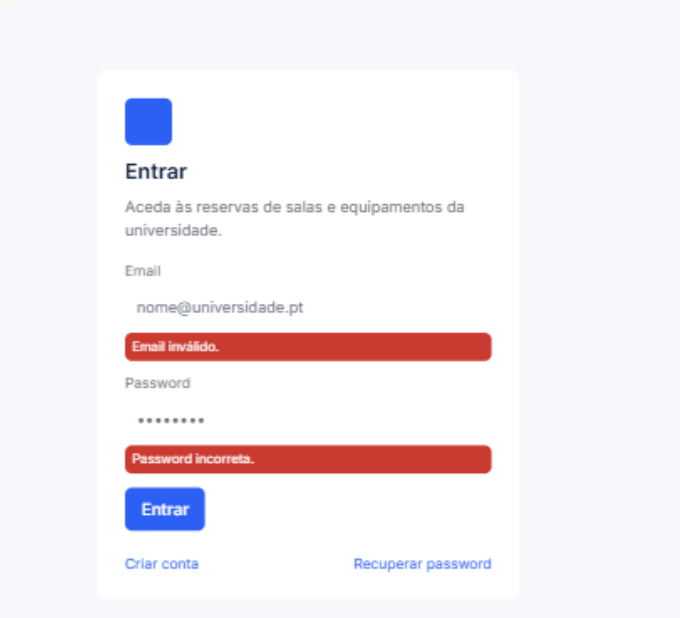 Entrar
Aceda às reservas de salas e equipamentos da
universidade.
Email
nome@universidade.pt
Email inválido.
Password
••••••••
Password incorreta.
Entrar
Criar conta
Recuperar password